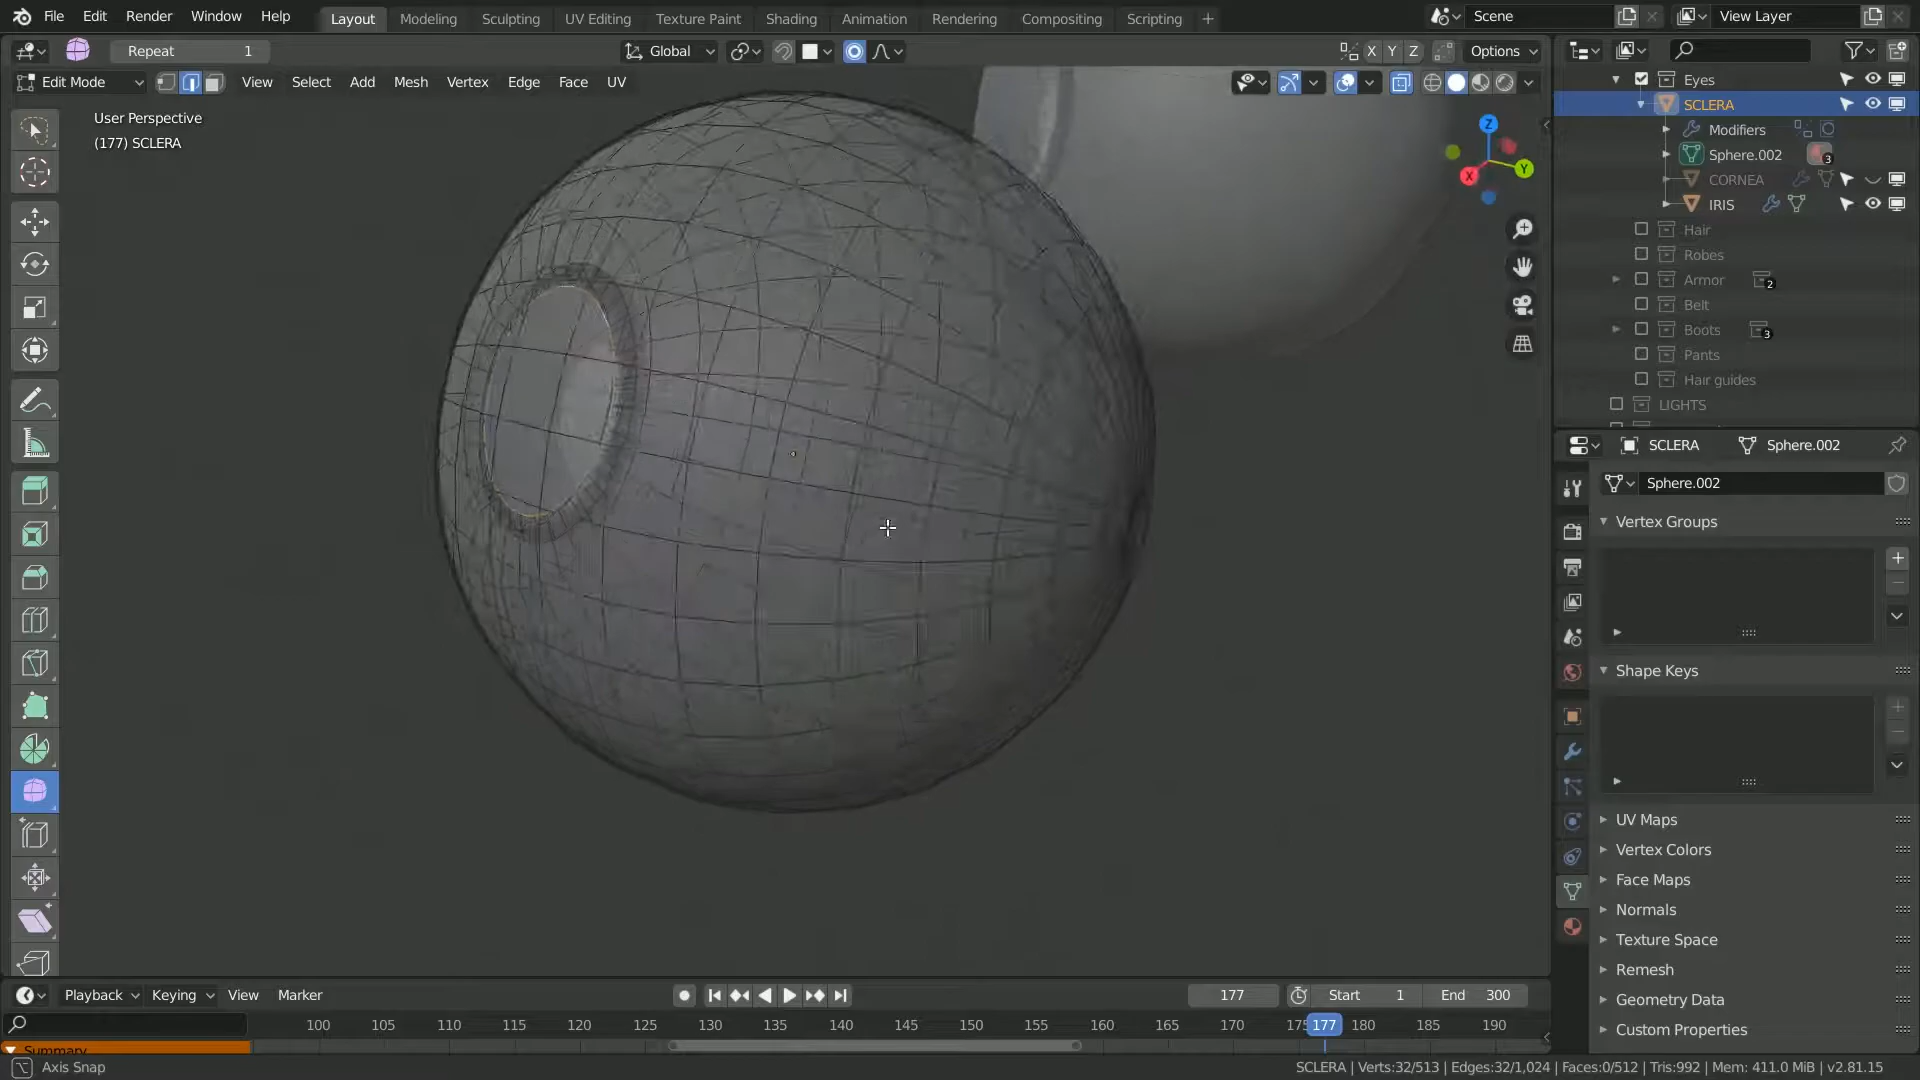 File Edit Render Window Help Layout Modeling Sculpting UV Editing Texture Paint Shading Animation Rendering Compositing Scripting + Scene View Layer
Repeat 1 Global X Y Z Options
Edit Mode View Select Add Mesh Vertex Edge Face UV
User Perspective
(177) SCLERA
Z
Y
X
Eyes
SCLERA
Modifiers
Sphere.002 3
CORNEA
IRIS
Hair
Robes
Armor 2
Belt
Boots 3
Pants
Hair guides
LIGHTS
SCLERA Sphere.002
Sphere.002
Vertex Groups
Shape Keys
UV Maps
Vertex Colors
Face Maps
Normals
Texture Space
Remesh
Geometry Data
Custom Properties
Playback Keying View Marker 177 Start 1 End 300
100 105 110 115 120 125 130 135 140 145 150 155 160 165 170 175 177 180 185 190
Summary
Axis Snap
SCLERA | Verts:32/513 | Edges:32/1,024 | Faces:0/512 | Tris:992 | Mem: 411.0 MiB | v2.81.15